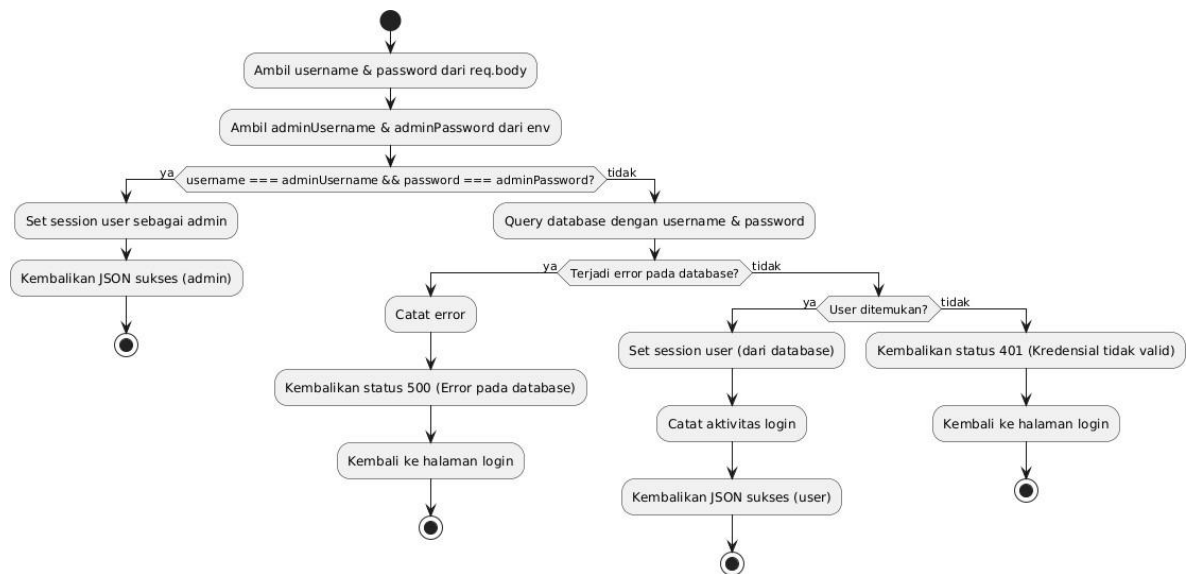 Ambil username & password dari req.body
Ambil adminUsername & adminPassword dari env
ya
username === adminUsername && password === adminPassword?
tidak
Set session user sebagai admin
Kembalikan JSON sukses (admin)
Query database dengan username & password
ya
Terjadi error pada database?
tidak
Catat error
Kembalikan status 500 (Error pada database)
Kembali ke halaman login
ya
User ditemukan?
tidak
Set session user (dari database)
Catat aktivitas login
Kembalikan JSON sukses (user)
Kembalikan status 401 (Kredensial tidak valid)
Kembali ke halaman login